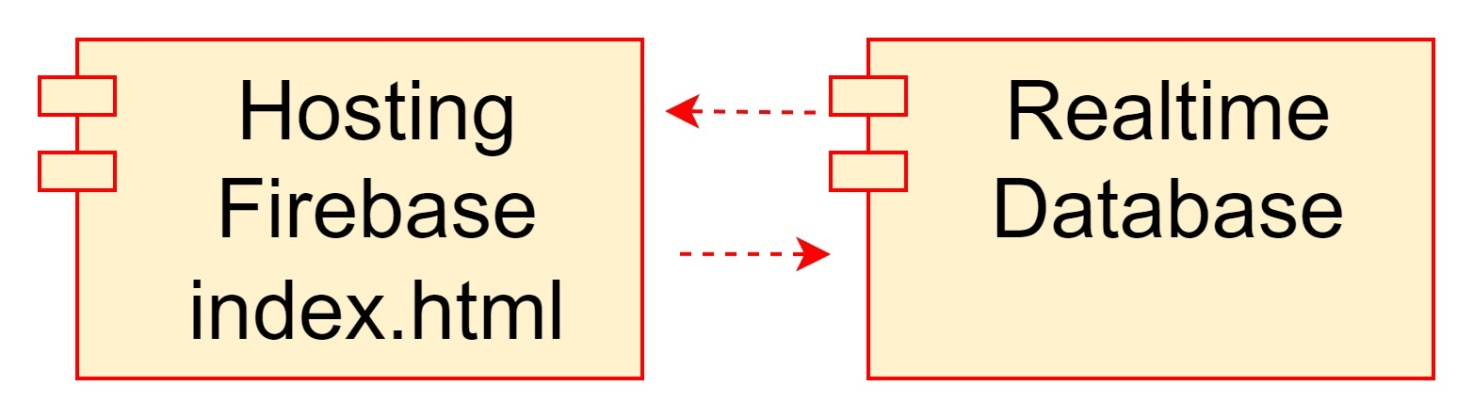 Hosting
Firebase
index.html
Realtime
Database